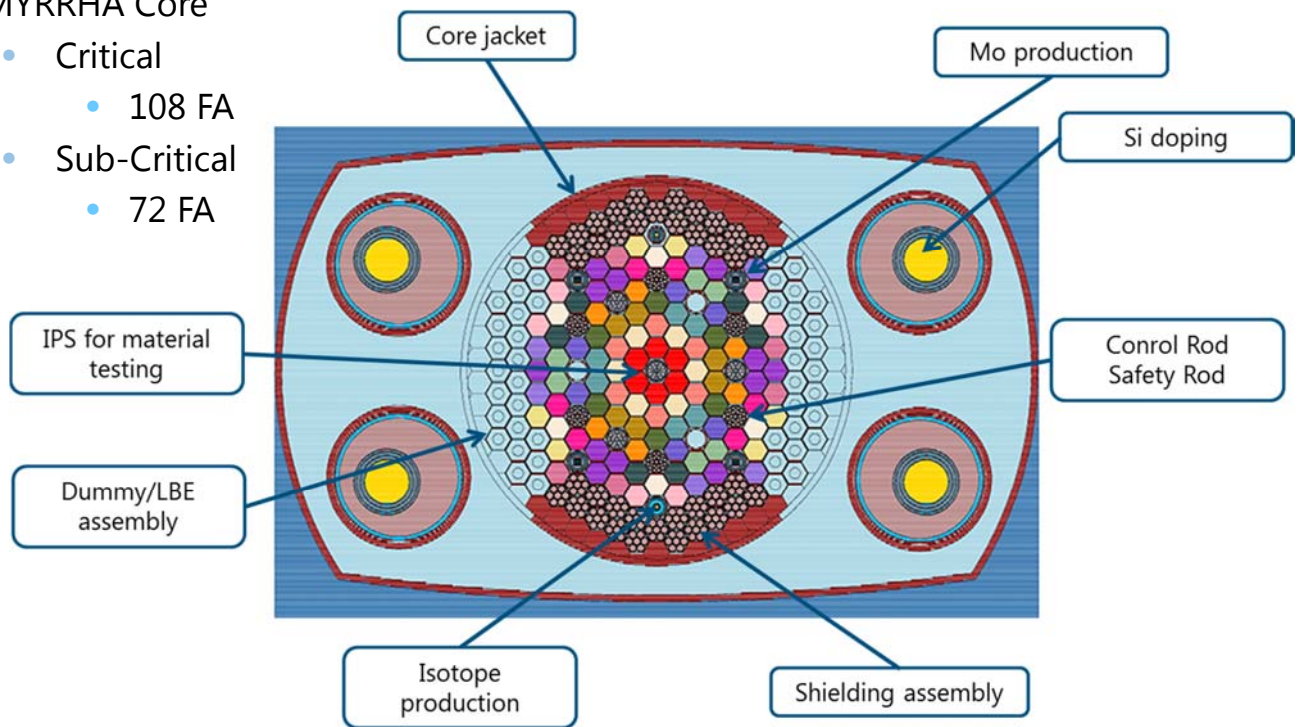 MYRRHA Core
• Critical
• 108 FA
• Sub-Critical
• 72 FA
Core jacket
Mo production
Si doping
IPS for material
testing
Conrol Rod
Safety Rod
Dummy/LBE
assembly
Isotope
production
Shielding assembly